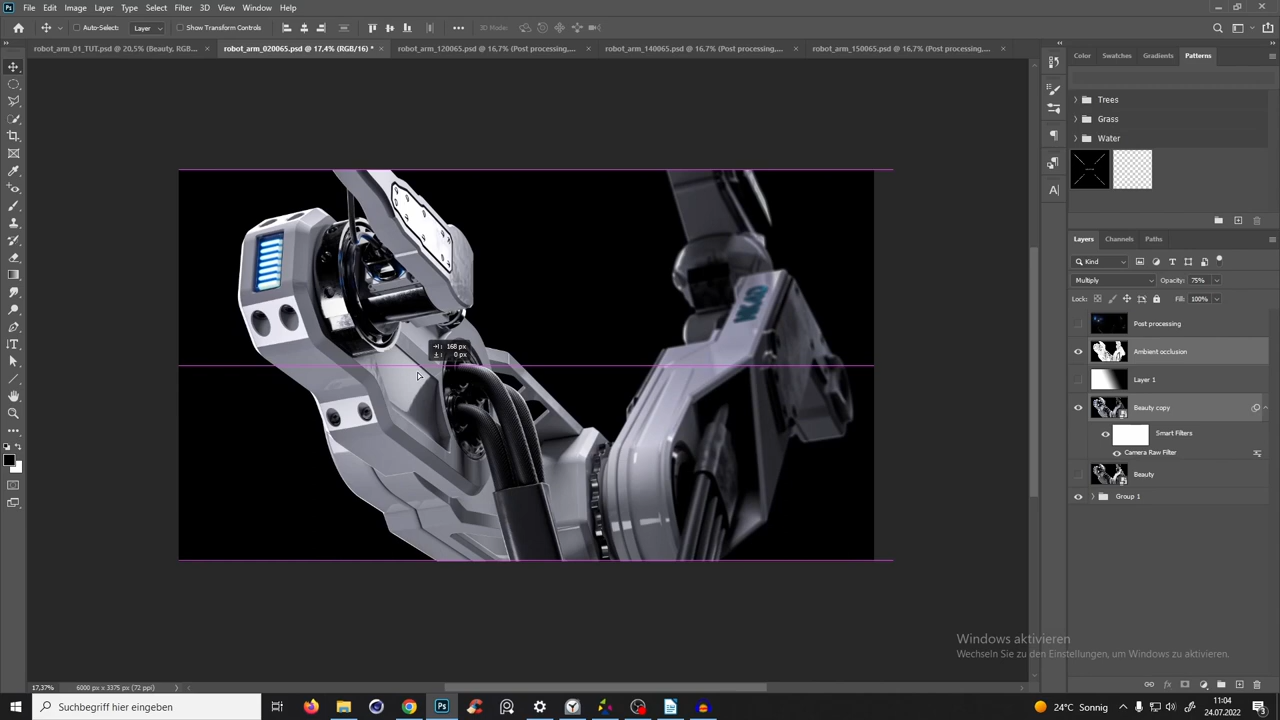 File Edit Image Layer Type Select Filter 3D View Window Help
Auto-Select: Layer Show Transform Controls 3D Mode:
robot_arm_01_TUT.psd @ 20,5% (Beauty, RGB... × robot_arm_020065.psd @ 17,4% (RGB/16) * × robot_arm_120065.psd @ 16,7% (Post processing,... × robot_arm_140065.psd @ 16,7% (Post processing,... × robot_arm_150065.psd @ 16,7% (Post processing,... ×
Color Swatches Gradients Patterns
Trees
Grass
Water
Layers Channels Paths
Kind
Multiply Opacity: 75%
Lock: Fill: 100%
Post processing
Ambient occlusion
Layer 1
Beauty copy
Smart Filters
Camera Raw Filter
Beauty
Group 1
168 px
0 px
Windows aktivieren
Wechseln Sie zu den Einstellungen, um Windows zu aktivieren.
17,37% 6000 px x 3375 px (72 ppi)
Suchbegriff hier eingeben
24°C Sonnig
11:04
24.07.2022